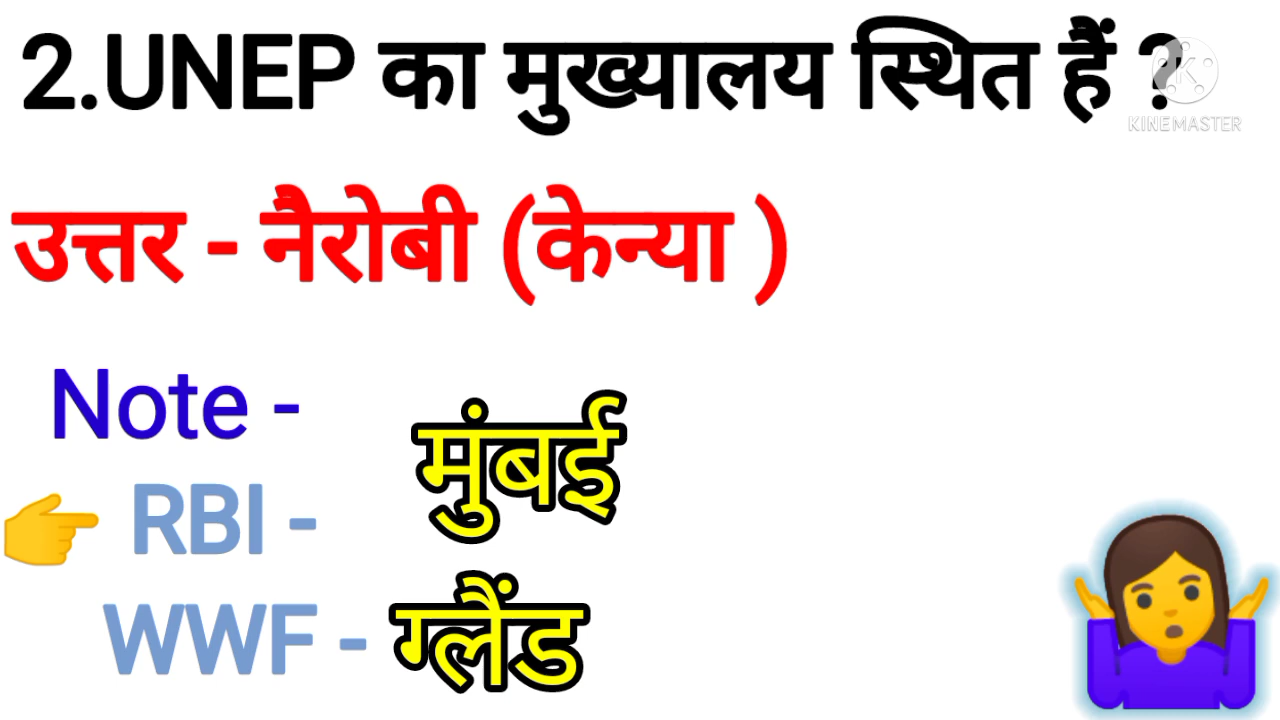 2.UNEP का मुख्यालय स्थित हैं ?
KINEMASTER
उत्तर - नैरोबी (केन्या )
Note -
मुंबई
RBI -
WWF - ग्लैंड